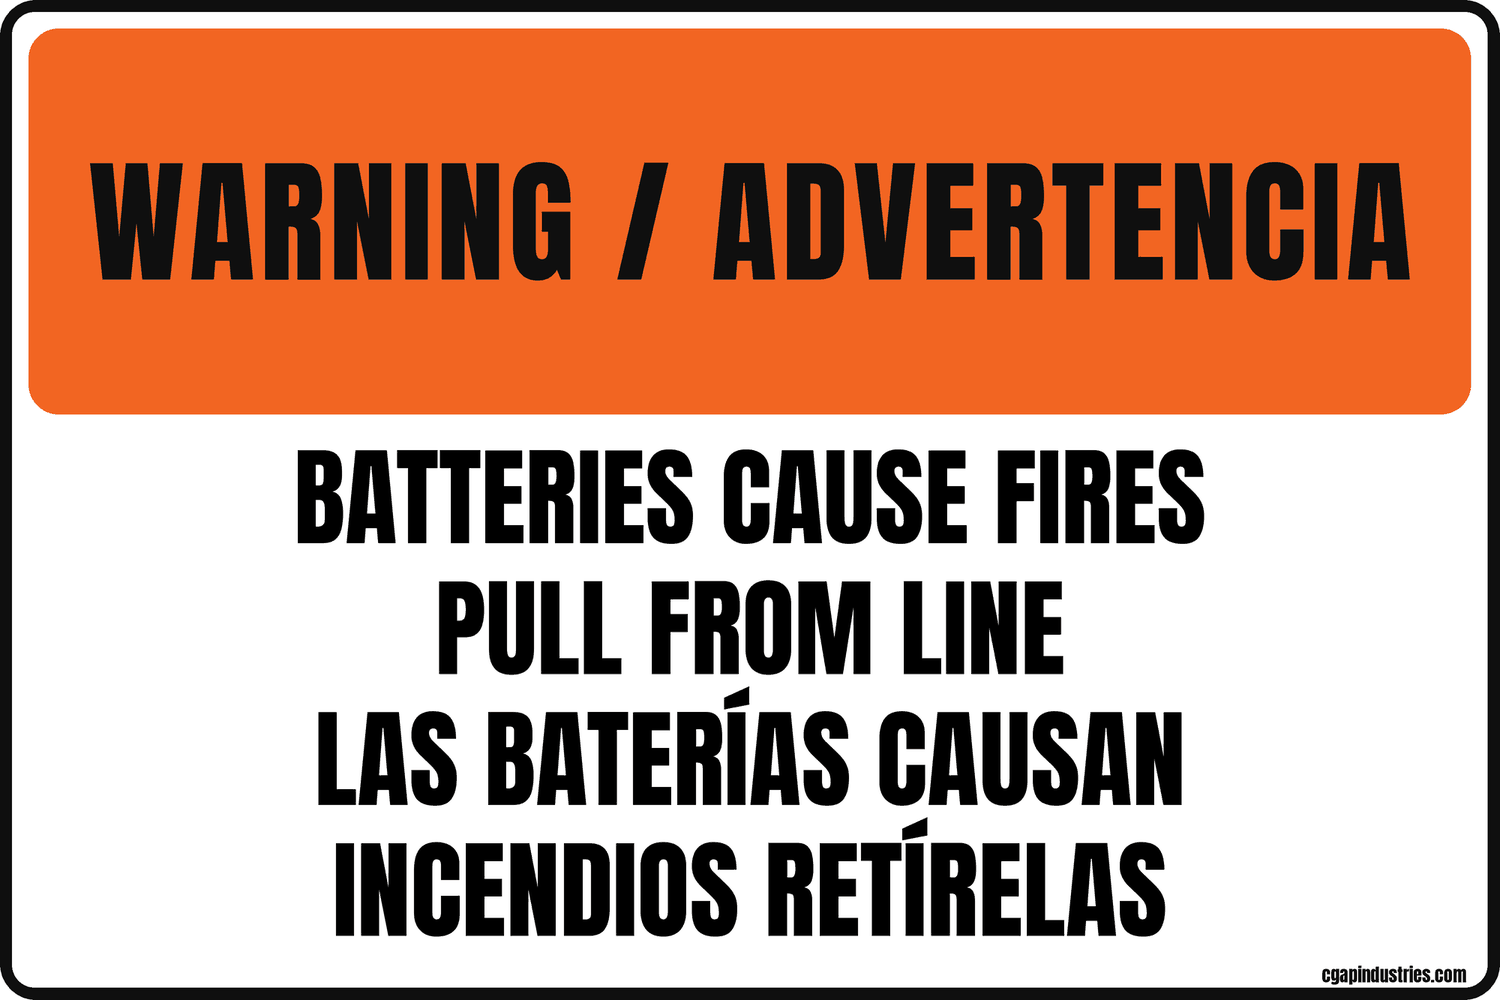 WARNING / ADVERTENCIA
BATTERIES CAUSE FIRES
PULL FROM LINE
LAS BATERÍAS CAUSAN
INCENDIOS RETÍRELAS
cgapindustries.com